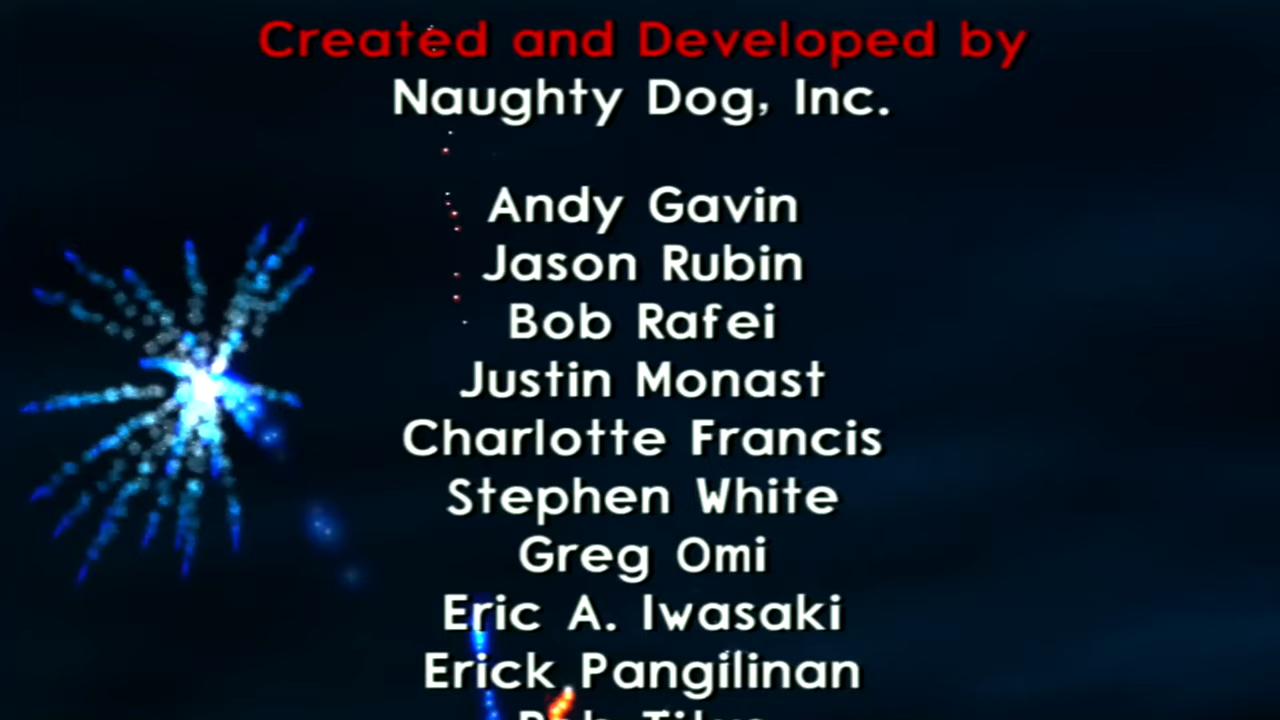 Created and Developed by
Naughty Dog, Inc.
Andy Gavin
Jason Rubin
Bob Rafei
Justin Monast
Charlotte Francis
Stephen White
Greg Omi
Eric A. Iwasaki
Erick Pangilinan